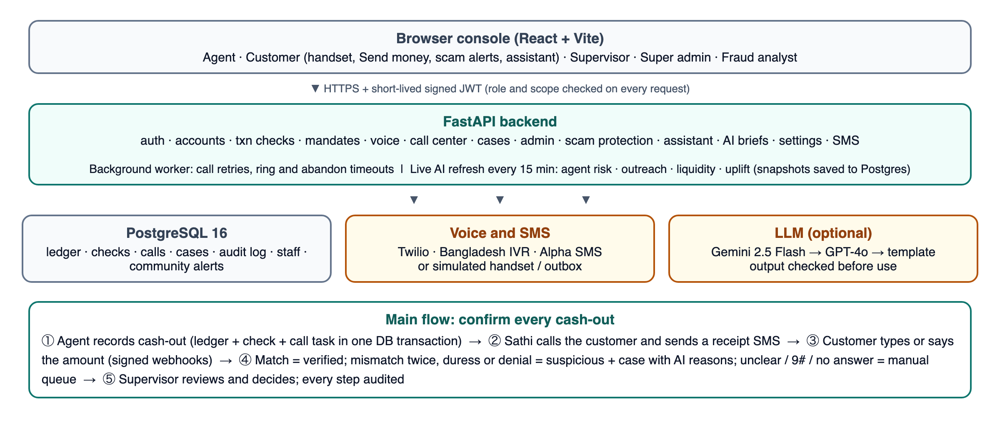 Browser console (React + Vite)
Agent · Customer (handset, Send money, scam alerts, assistant) · Supervisor · Super admin · Fraud analyst
▼ HTTPS + short-lived signed JWT (role and scope checked on every request)
FastAPI backend
auth · accounts · txn checks · mandates · voice · call center · cases · admin · scam protection · assistant · AI briefs · settings · SMS
Background worker: call retries, ring and abandon timeouts | Live AI refresh every 15 min: agent risk · outreach · liquidity · uplift (snapshots saved to Postgres)
▼ ▼ ▼
PostgreSQL 16
ledger · checks · calls · cases · audit log · staff ·
community alerts
Voice and SMS
Twilio · Bangladesh IVR · Alpha SMS
or simulated handset / outbox
LLM (optional)
Gemini 2.5 Flash → GPT-4o → template
output checked before use
Main flow: confirm every cash-out
① Agent records cash-out (ledger + check + call task in one DB transaction) → ② Sathi calls the customer and sends a receipt SMS → ③ Customer types or says
the amount (signed webhooks) → ④ Match = verified; mismatch twice, duress or denial = suspicious + case with AI reasons; unclear / 9# / no answer = manual
queue → ⑤ Supervisor reviews and decides; every step audited